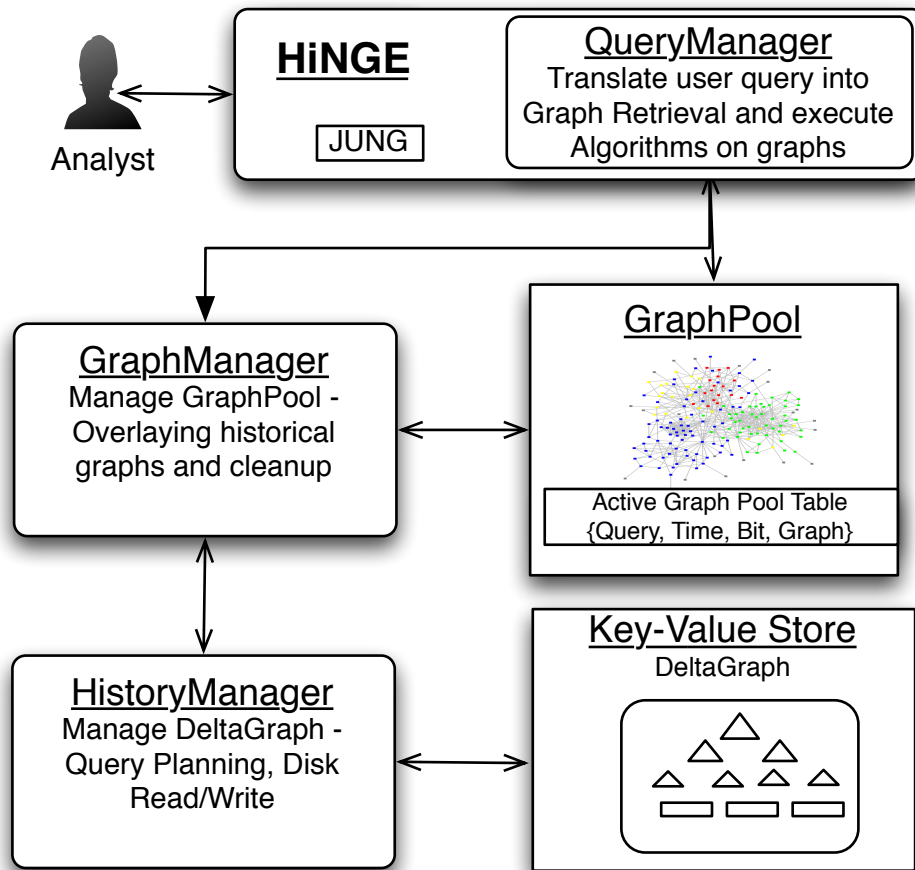 HiNGE
JUNG
QueryManager
Translate user query into
Graph Retrieval and execute
Algorithms on graphs
Analyst
GraphManager
Manage GraphPool -
Overlaying historical
graphs and cleanup
GraphPool
Active Graph Pool Table
{Query, Time, Bit, Graph}
HistoryManager
Manage DeltaGraph -
Query Planning, Disk
Read/Write
Key-Value Store
DeltaGraph